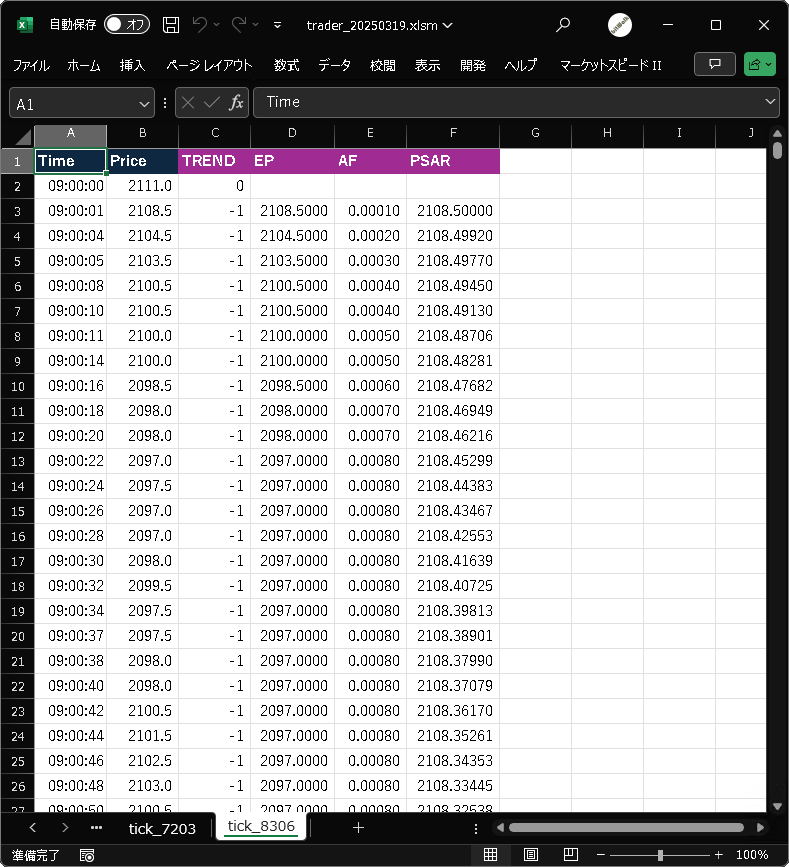 自動保存 オフ trader_20250319.xlsm
ファイル ホーム 挿入 ページ レイアウト 数式 データ 校閲 表示 開発 ヘルプ マーケットスピード II
A1 fx Time
A B C D E F G H I J
1 Time Price TREND EP AF PSAR
2 09:00:00 2111.0 0
3 09:00:01 2108.5 -1 2108.5000 0.00010 2108.50000
4 09:00:04 2104.5 -1 2104.5000 0.00020 2108.49920
5 09:00:05 2103.5 -1 2103.5000 0.00030 2108.49770
6 09:00:08 2100.5 -1 2100.5000 0.00040 2108.49450
7 09:00:10 2100.5 -1 2100.5000 0.00040 2108.49130
8 09:00:11 2100.0 -1 2100.0000 0.00050 2108.48706
9 09:00:14 2100.0 -1 2100.0000 0.00050 2108.48281
10 09:00:16 2098.5 -1 2098.5000 0.00060 2108.47682
11 09:00:18 2098.0 -1 2098.0000 0.00070 2108.46949
12 09:00:20 2098.0 -1 2098.0000 0.00070 2108.46216
13 09:00:22 2097.0 -1 2097.0000 0.00080 2108.45299
14 09:00:24 2097.5 -1 2097.0000 0.00080 2108.44383
15 09:00:26 2097.0 -1 2097.0000 0.00080 2108.43467
16 09:00:28 2097.0 -1 2097.0000 0.00080 2108.42553
17 09:00:30 2098.0 -1 2097.0000 0.00080 2108.41639
18 09:00:32 2099.5 -1 2097.0000 0.00080 2108.40725
19 09:00:34 2097.5 -1 2097.0000 0.00080 2108.39813
20 09:00:37 2097.5 -1 2097.0000 0.00080 2108.38901
21 09:00:38 2098.0 -1 2097.0000 0.00080 2108.37990
22 09:00:40 2098.0 -1 2097.0000 0.00080 2108.37079
23 09:00:42 2100.5 -1 2097.0000 0.00080 2108.36170
24 09:00:44 2101.5 -1 2097.0000 0.00080 2108.35261
25 09:00:46 2102.5 -1 2097.0000 0.00080 2108.34353
26 09:00:48 2103.0 -1 2097.0000 0.00080 2108.33445
27 09:00:50 2100.5 -1 2097.0000 0.00080 2108.32538
tick_7203 tick_8306
準備完了 100%